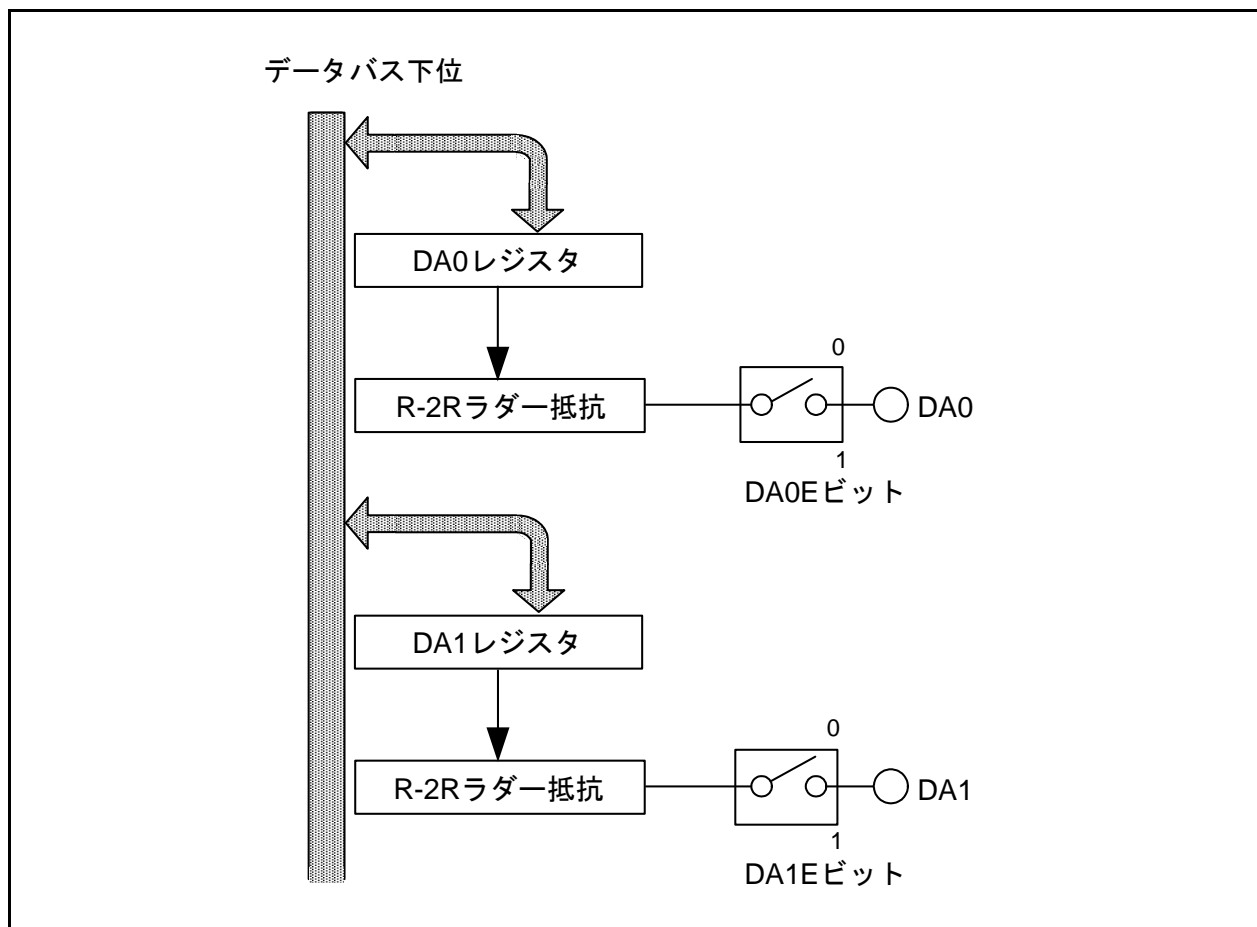 データバス下位
DA0レジスタ
R-2Rラダー抵抗
0
DA0
1
DA0Eビット
DA1レジスタ
R-2Rラダー抵抗
0
DA1
1
DA1Eビット